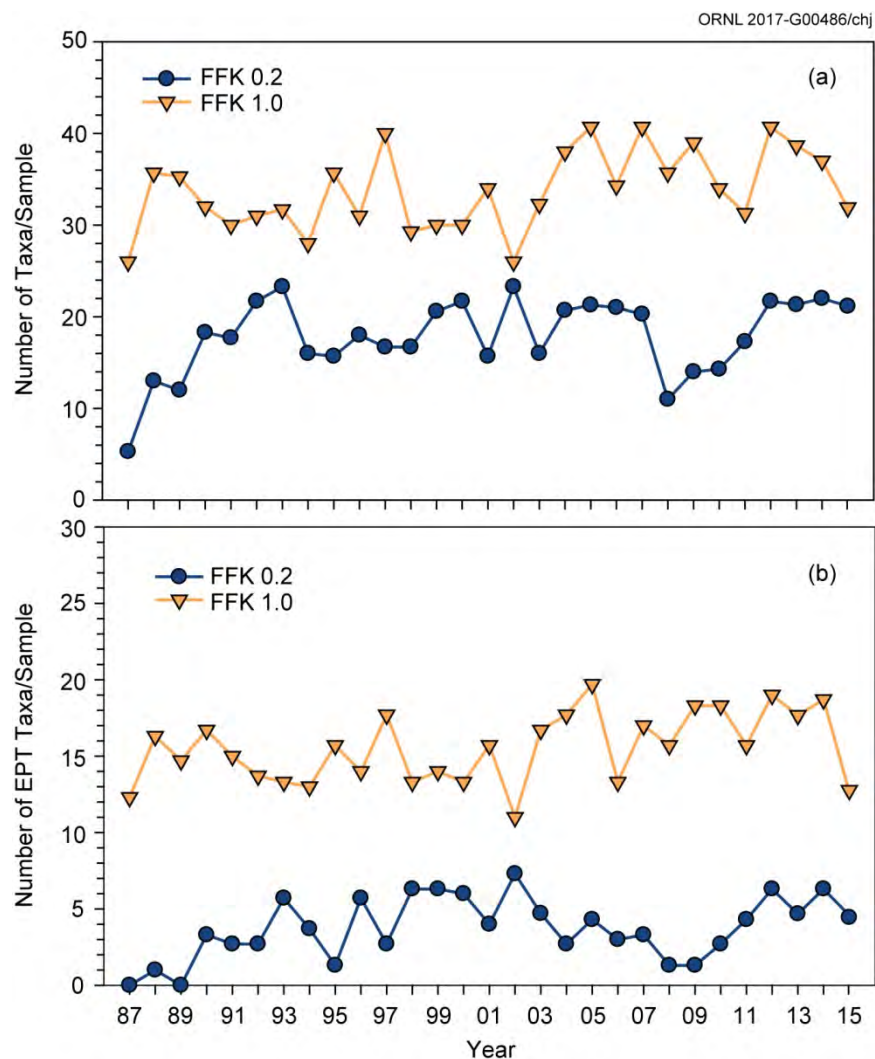 ORNL 2017-G00486/chj
50
40
30
20
10
0
Number of Taxa/Sample
FFK 0.2
FFK 1.0
(a)
30
25
20
15
10
5
0
Number of EPT Taxa/Sample
FFK 0.2
FFK 1.0
(b)
87 89 91 93 95 97 99 01 03 05 07 09 11 13 15
Year